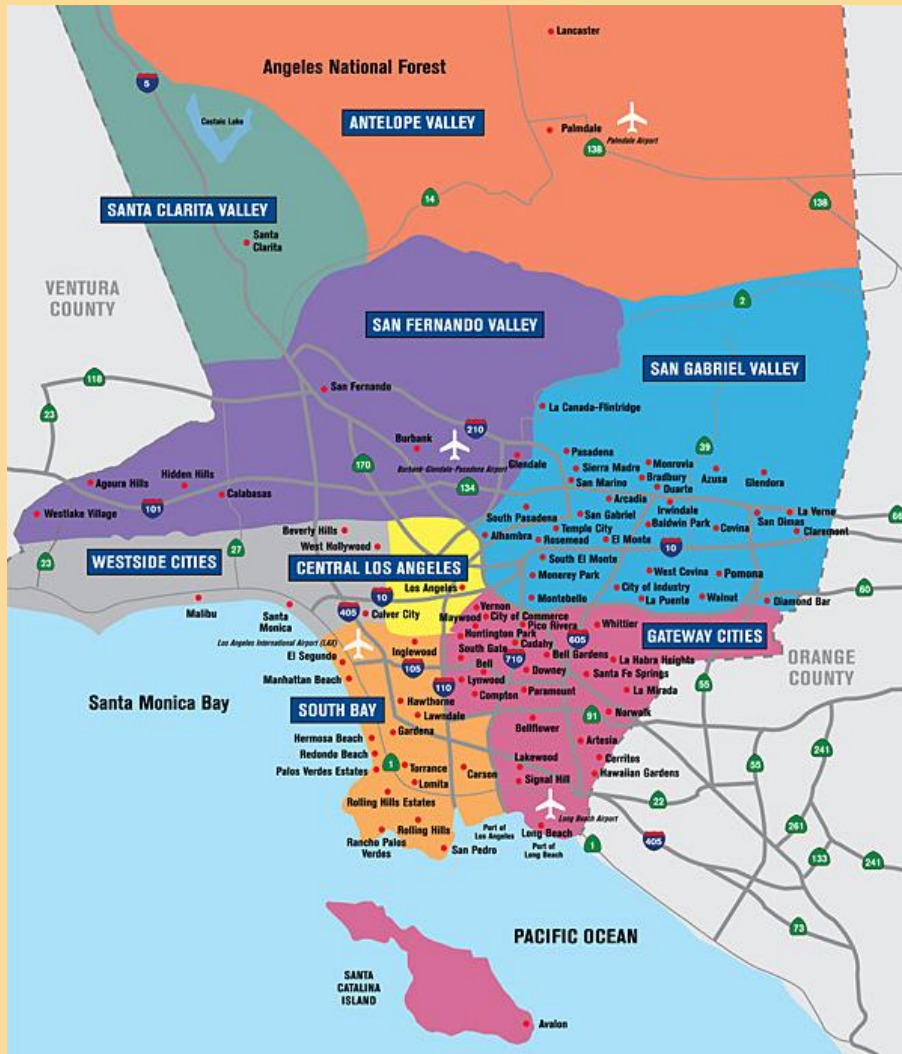 Lancaster
Angeles National Forest
5
Castaic Lake
ANTELOPE VALLEY
Palmdale
Palmdale Airport
138
14
138
SANTA CLARITA VALLEY
Santa
Clarita
VENTURA
COUNTY
2
SAN FERNANDO VALLEY
SAN GABRIEL VALLEY
118
San Fernando
23
La Canada-Flintridge
210
Burbank
39
Burbank-Glendale-Pasadena Airport
170
Glendale
Pasadena
Monrovia
Sierra Madre
Bradbury
Azusa
Glendora
Hidden Hills
Agoura Hills
134
San Marino
Duarte
Calabasas
Arcadia
Irwindale
101
Westlake Village
South Pasadena
San Gabriel
La Verne
San Dimas
66
Beverly Hills
Temple City
Baldwin Park
Covina
Claremont
Alhambra
Rosemead
El Monte
West Hollywood
10
WESTSIDE CITIES
27
23
CENTRAL LOS ANGELES
South El Monte
Monerey Park
West Covina
Pomona
Los Angeles
City of Industry
60
10
Malibu
Montebello
La Puente
Walnut
Diamond Bar
Santa
Monica
405
Culver City
Vernon
City of Commerce
Maywood
Pico Rivera
Whittier
Los Angeles International Airport (LAX)
Huntington Park
605
GATEWAY CITIES
Inglewood
Cudahy
El Segundo
South Gate
710
Bell Gardens
La Habra Heights
ORANGE
COUNTY
105
Bell
Downey
Santa Fe Springs
Manhattan Beach
110
Lynwood
55
Compton
Paramount
La Mirada
Santa Monica Bay
SOUTH BAY
Hawthorne
Lawndale
91
Norwalk
Gardena
Bellflower
Hermosa Beach
Artesia
241
Redondo Beach
1
Lakewood
Cerritos
55
Palos Verdes Estates
Torrance
Carson
Hawaiian Gardens
Lomita
Signal Hill
Rolling Hills Estates
22
Long Beach Airport
Rolling Hills
Port of
Los Angeles
Long Beach
261
Rancho Palos
Verdes
San Pedro
Port of
Long Beach
1
405
133
241
73
PACIFIC OCEAN
SANTA
CATALINA
ISLAND
Avalon